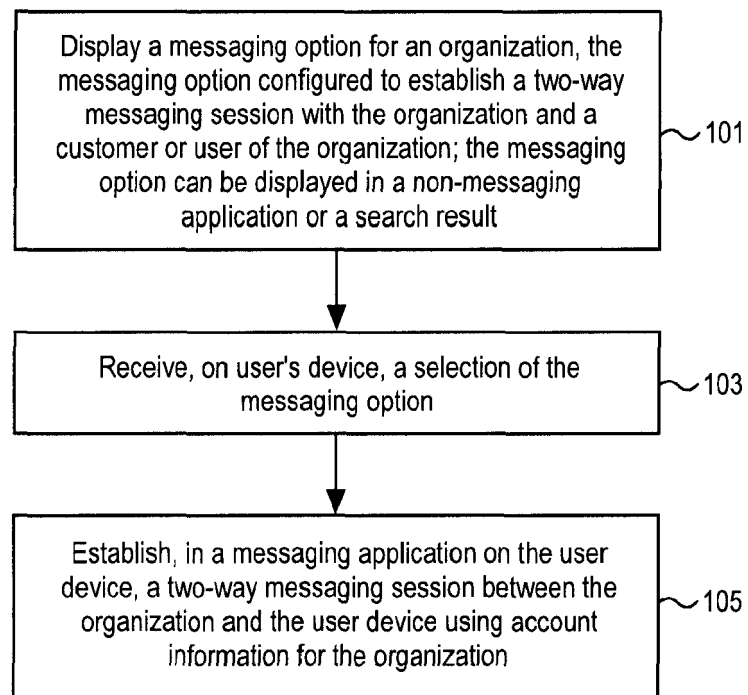 Display a messaging option for an organization, the
messaging option configured to establish a two-way
messaging session with the organization and a
customer or user of the organization; the messaging
option can be displayed in a non-messaging
application or a search result
101
Receive, on user's device, a selection of the
messaging option
103
Establish, in a messaging application on the user
device, a two-way messaging session between the
organization and the user device using account
information for the organization
105